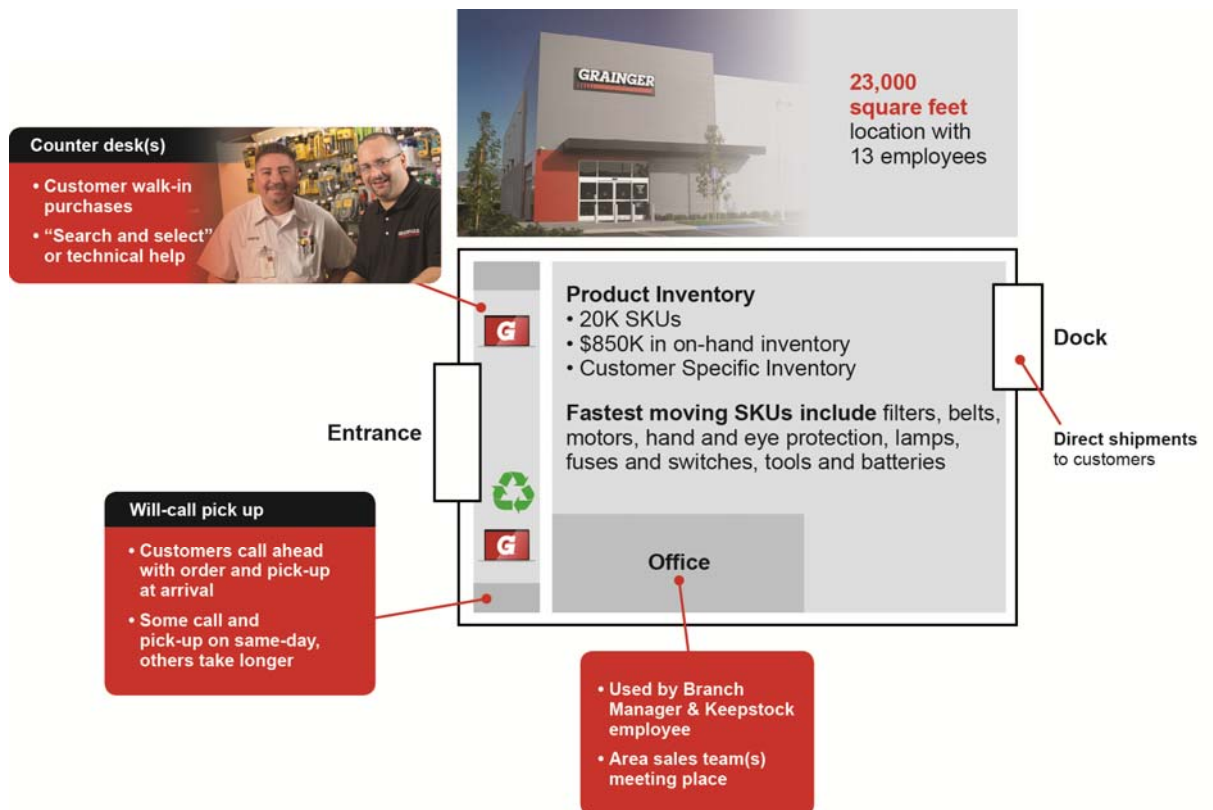 GRAINGER
23,000
square feet
location with
13 employees
Counter desk(s)
• Customer walk-in
purchases
• “Search and select”
or technical help
Product Inventory
• 20K SKUs
• $850K in on-hand inventory
• Customer Specific Inventory
Fastest moving SKUs include filters, belts,
motors, hand and eye protection, lamps,
fuses and switches, tools and batteries
G
Entrance
Dock
Direct shipments
to customers
Will-call pick up
• Customers call ahead
with order and pick-up
at arrival
• Some call and
pick-up on same-day,
others take longer
G
Office
• Used by Branch
Manager & Keepstock
employee
• Area sales team(s)
meeting place